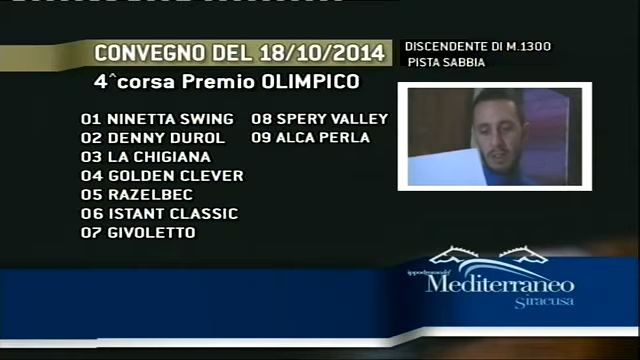 CONVEGNO DEL 18/10/2014
DISCENDENTE DI M.1300
PISTA SABBIA
4^corsa Premio OLIMPICO
01 NINETTA SWING
02 DENNY DUROL
03 LA CHIGIANA
04 GOLDEN CLEVER
05 RAZELBEC
06 ISTANT CLASSIC
07 GIVOLETTO
08 SPERY VALLEY
09 ALCA PERLA
ippodromo del
Mediterraneo
Siracusa